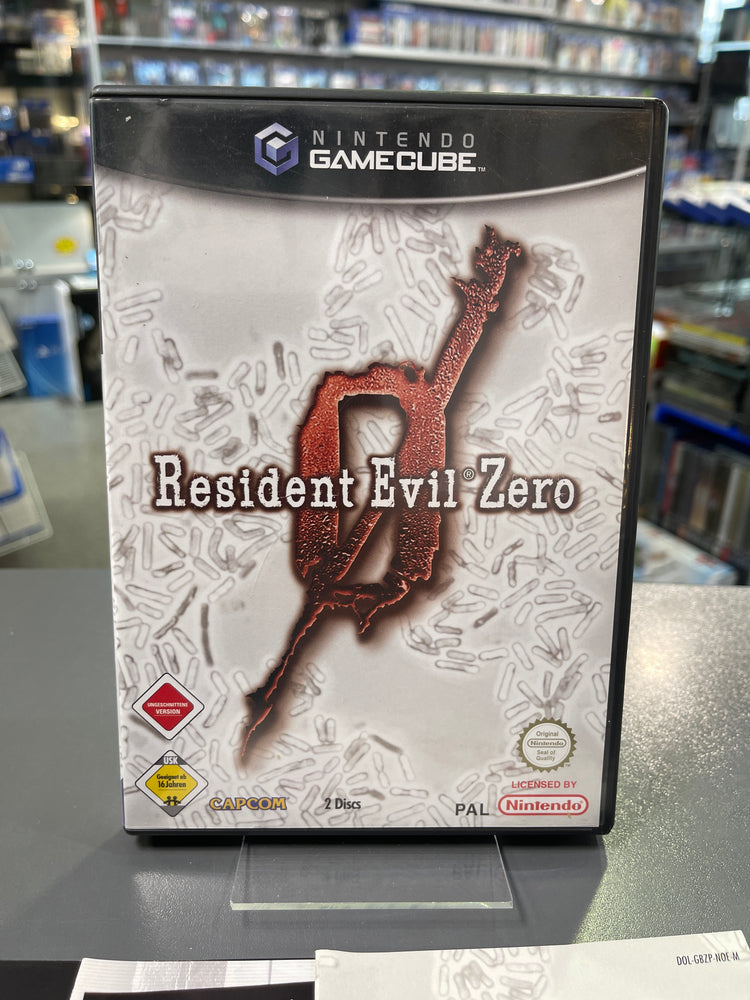 NINTENDO
GAMECUBE™
Resident Evil® Zero
UNGESCHNITTENE
VERSION
USK
Geeignet ab
16 Jahren
CAPCOM
2 Discs
Original
Nintendo
Seal of
Quality
PAL
LICENSED BY
Nintendo®
DOL-GBZP-NOE-M